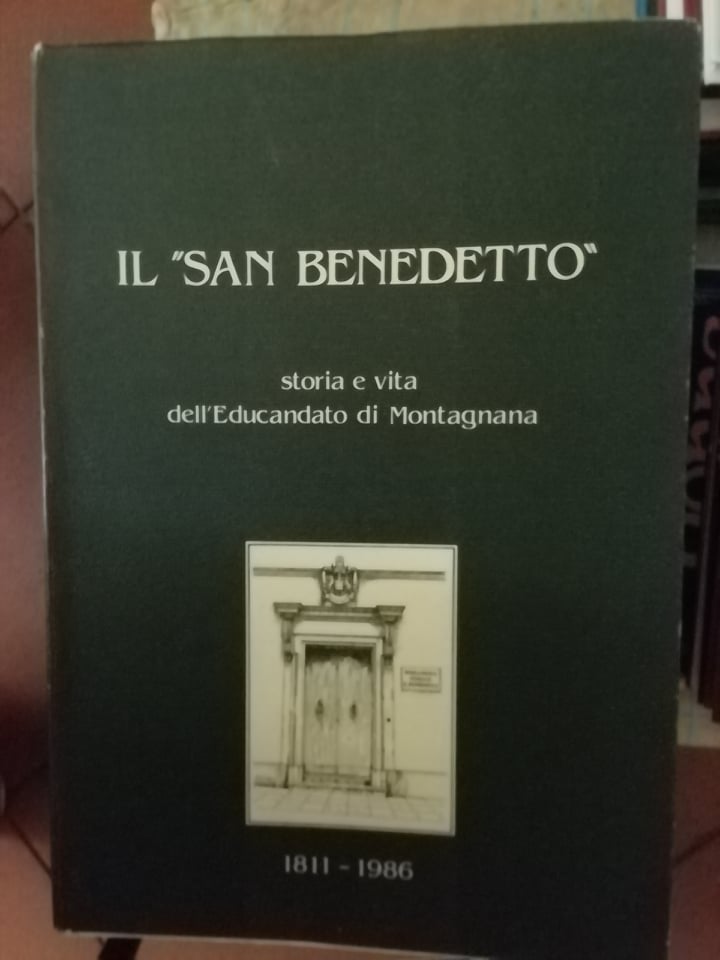 IL "SAN BENEDETTO"
storia e vita
dell'Educandato di Montagnana
1811 - 1986